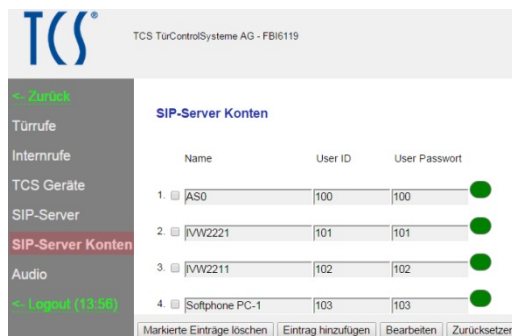 TCS
TCS TürControlSysteme AG - FBI6119
<- Zurück
Türrufe
Internrufe
TCS Geräte
SIP-Server
SIP-Server Konten
Audio
<- Logout (13:56)
SIP-Server Konten
Name User ID User Passwort
1. AS0 100 100
2. IVW2221 101 101
3. IVW2211 102 102
4. Softphone PC-1 103 103
Markierte Einträge löschen Eintrag hinzufügen Bearbeiten Zurücksetzen